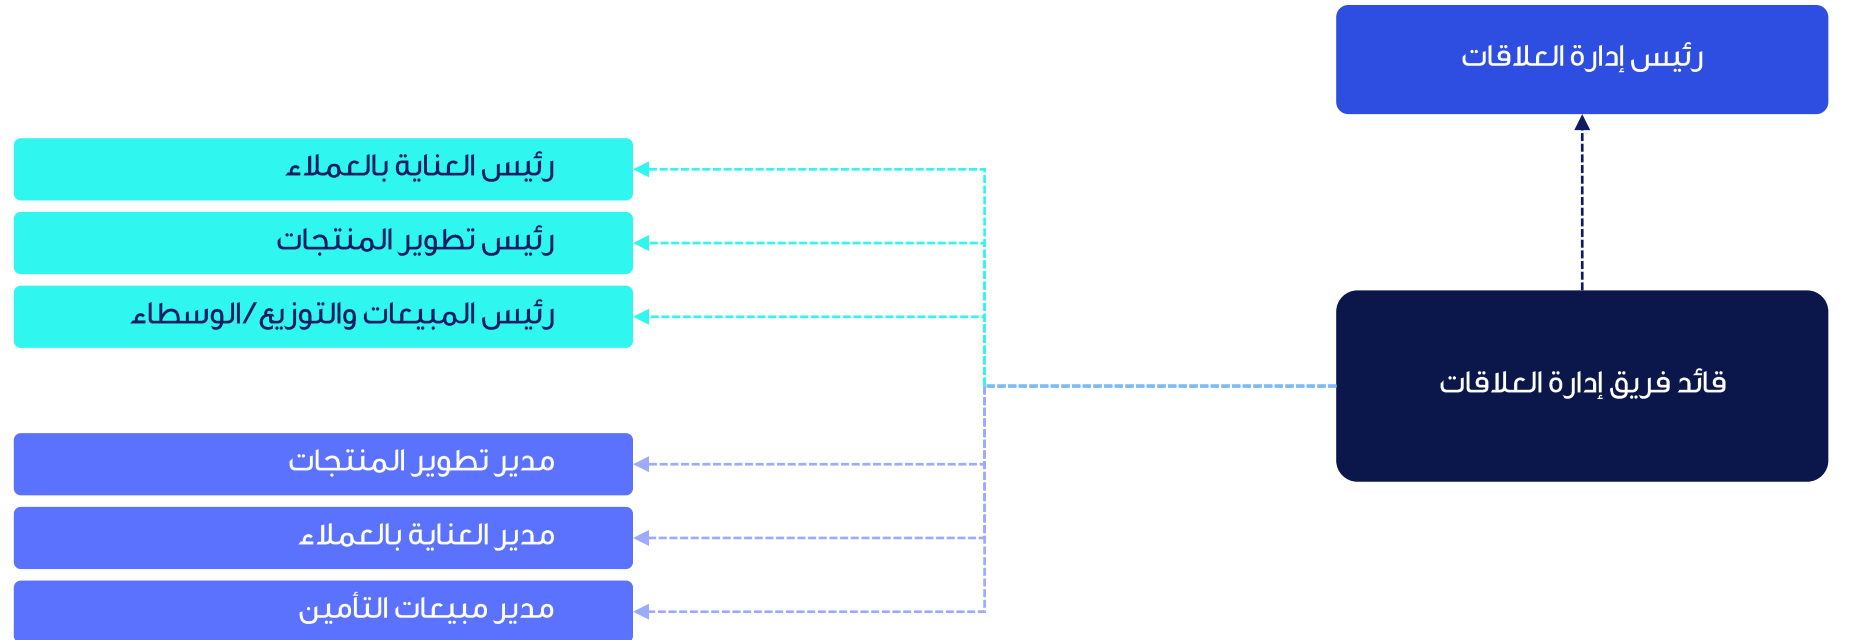 رئيس إدارة العلاقات
قائد فريق إدارة العلاقات
رئيس العناية بالعملاء
رئيس تطوير المنتجات
رئيس المبيعات والتوزيع/الوسطاء
مدير تطوير المنتجات
مدير العناية بالعملاء
مدير مبيعات التأمين